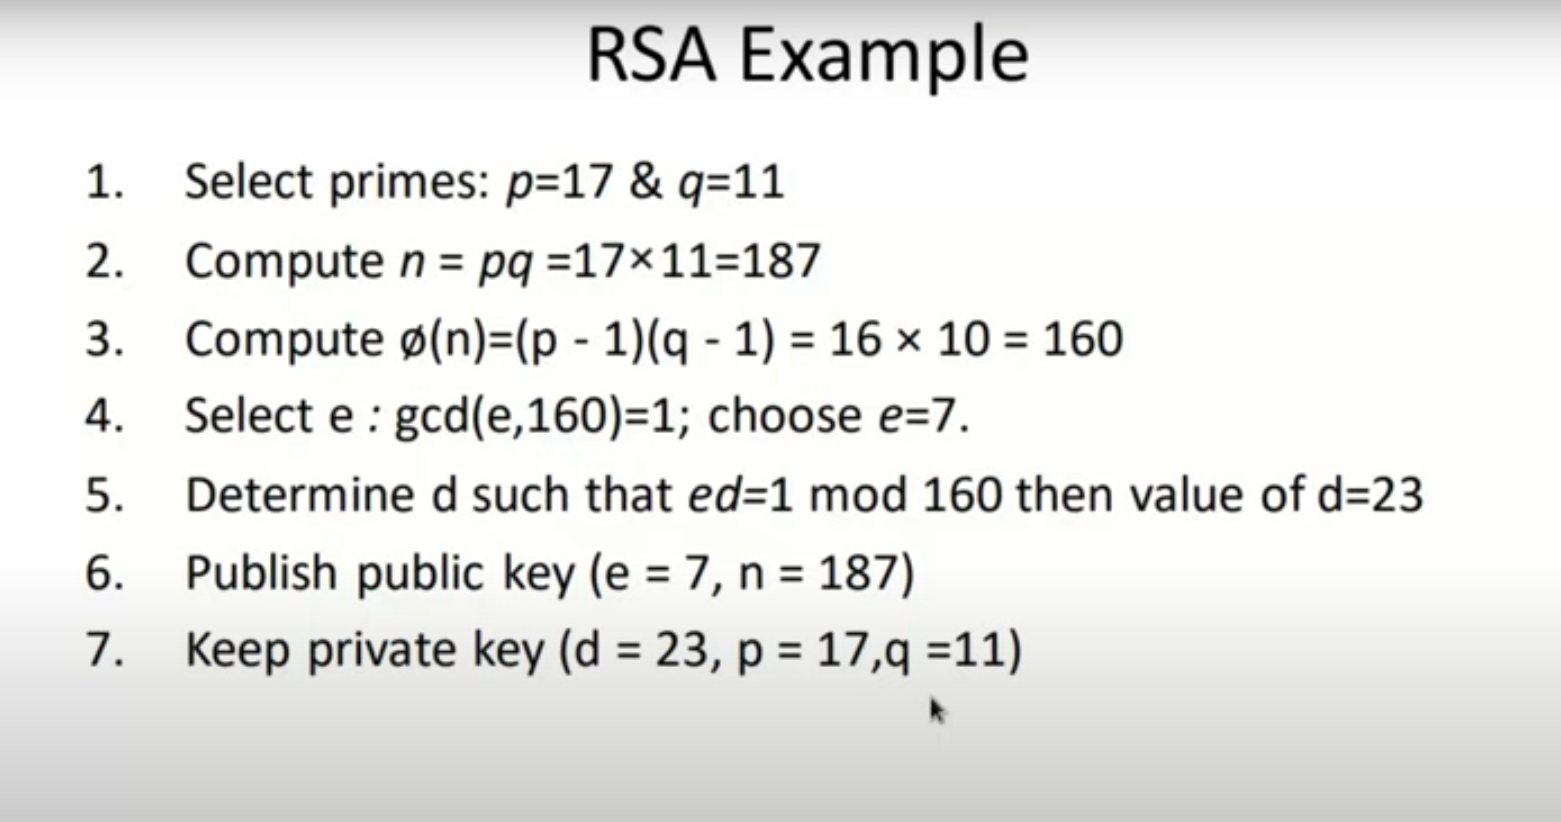 RSA Example
1. Select primes: p=17 & q=11
2. Compute n = pq =17×11=187
3. Compute ø(n)=(p - 1)(q - 1) = 16 × 10 = 160
4. Select e : gcd(e,160)=1; choose e=7.
5. Determine d such that ed=1 mod 160 then value of d=23
6. Publish public key (e = 7, n = 187)
7. Keep private key (d = 23, p = 17,q =11)